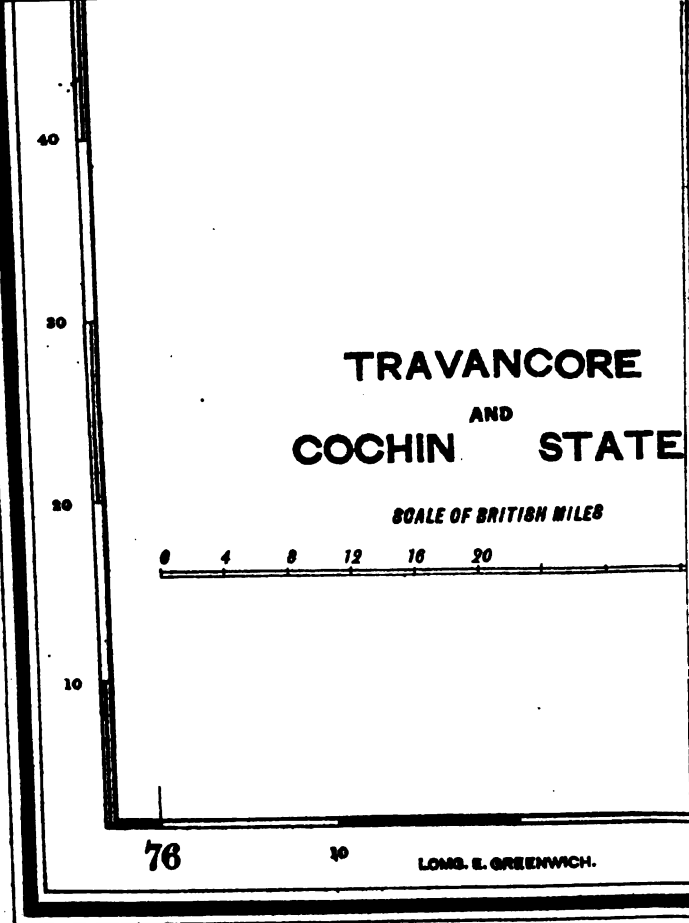 40
30
TRAVANCORE
AND
COCHIN STATE
20
SCALE OF BRITISH MILES
0 4 8 12 16 20
10
76 10 LONG. E. GREENWICH.